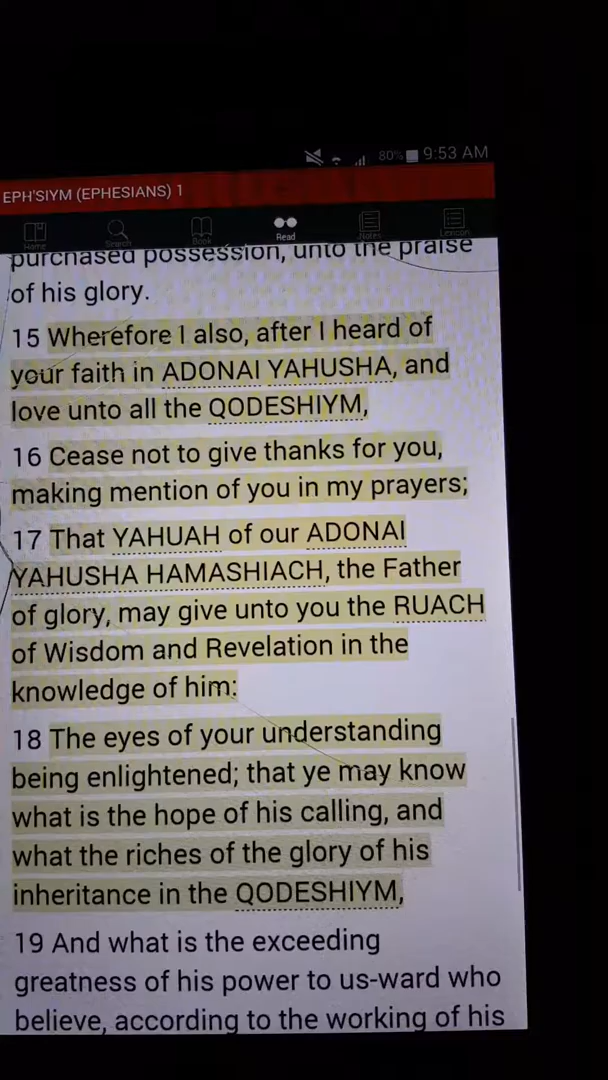 80% 9:53 AM
EPH'SIYM (EPHESIANS) 1
Home Search Book Read Notes Lexicon
purchased possession, unto the praise
of his glory.
15 Wherefore I also, after I heard of
your faith in ADONAI YAHUSHA, and
love unto all the QODESHIYM,
16 Cease not to give thanks for you,
making mention of you in my prayers;
17 That YAHUAH of our ADONAI
YAHUSHA HAMASHIACH, the Father
of glory, may give unto you the RUACH
of Wisdom and Revelation in the
knowledge of him:
18 The eyes of your understanding
being enlightened; that ye may know
what is the hope of his calling, and
what the riches of the glory of his
inheritance in the QODESHIYM,
19 And what is the exceeding
greatness of his power to us-ward who
believe, according to the working of his